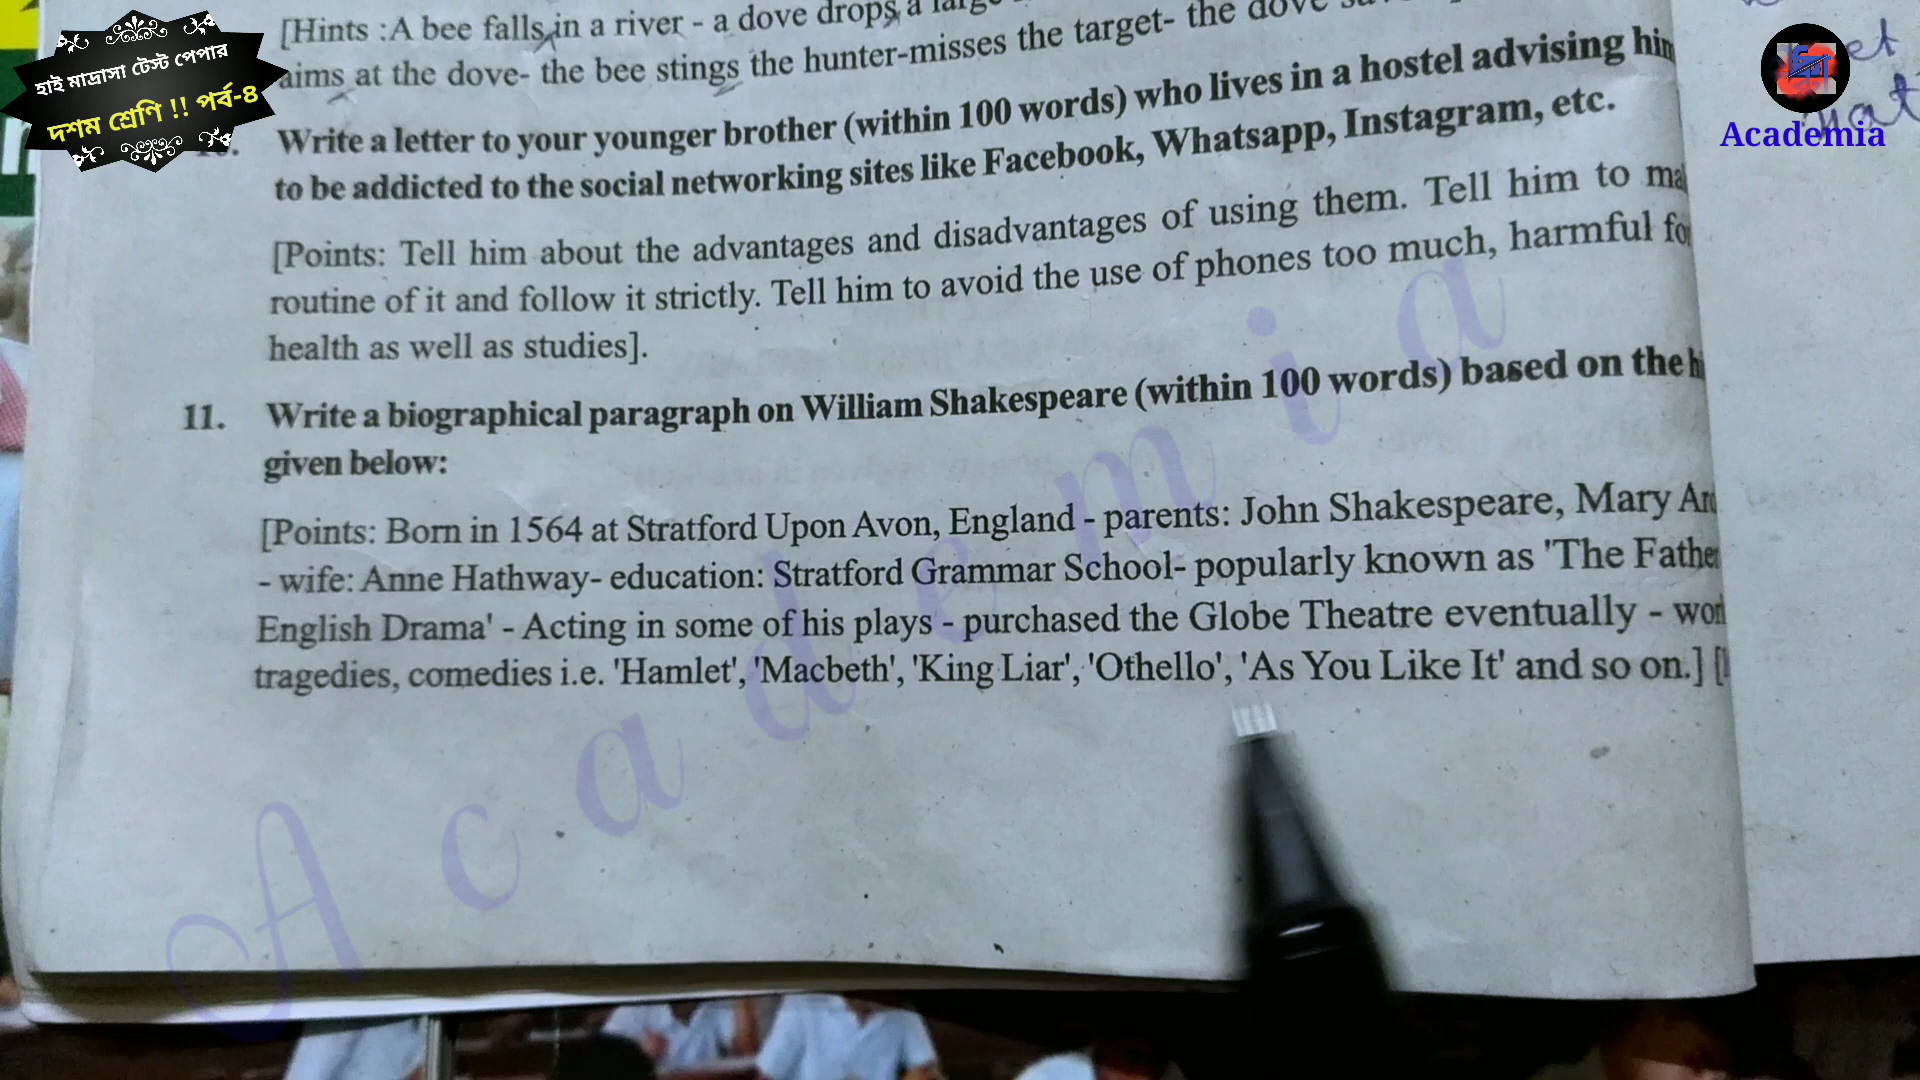 [Hints :A bee falls in a river - a dove drops a
aims at the dove- the bee stings the hunter-misses the target- the dove
Write a letter to your younger brother (within 100 words) who lives in a hostel advising him
to be addicted to the social networking sites like Facebook, Whatsapp, Instagram, etc.
[Points: Tell him about the advantages and disadvantages of using them. Tell him to
routine of it and follow it strictly. Tell him to avoid the use of phones too much, harmful
health as well as studies].
11. Write a biographical paragraph on William Shakespeare (within 100 words) based on the
given below:
[Points: Born in 1564 at Stratford Upon Avon, England - parents: John Shakespeare, Mary
- wife: Anne Hathway- education: Stratford Grammar School- popularly known as 'The
English Drama' - Acting in some of his plays - purchased the Globe Theatre eventually -
tragedies, comedies i.e. 'Hamlet', 'Macbeth', 'King Liar', 'Othello', 'As You Like It' and so on.]
হাই মাদ্রাসা টেস্ট পেপার
দশম শ্রেণি !! পর্ব-৪
Academia
Academia